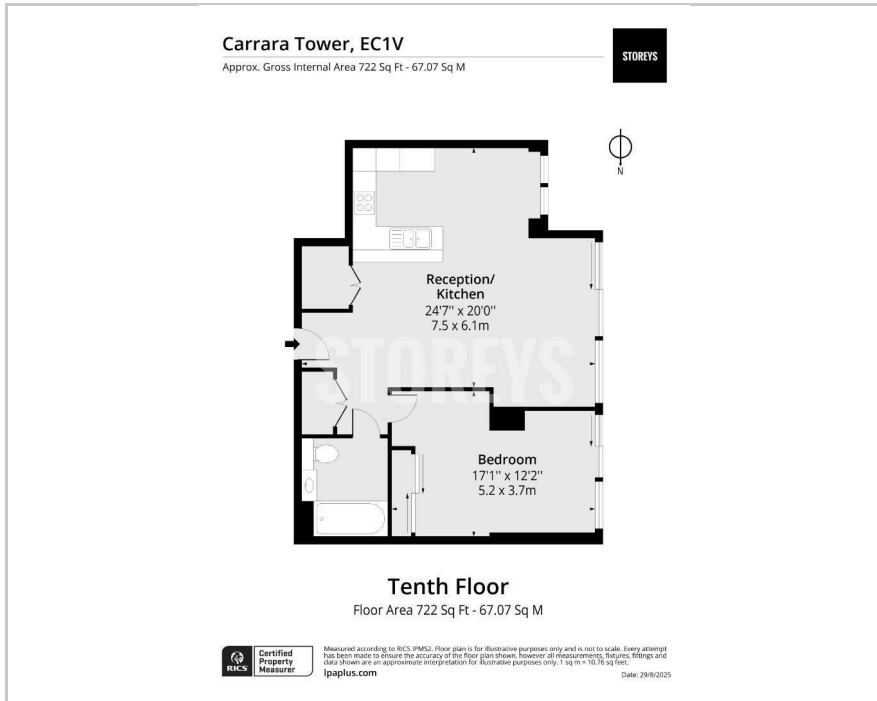 Carrara Tower, EC1V
Approx. Gross Internal Area 722 Sq Ft - 67.07 Sq M
STOREYS
N
Reception/
Kitchen
24'7'' x 20'0''
7.5 x 6.1m
STOREYS
Bedroom
17'1'' x 12'2''
5.2 x 3.7m
Tenth Floor
Floor Area 722 Sq Ft - 67.07 Sq M
RICS
Certified
Property
Measurer
Measured according to RICS IPMS2. Floor plan is for illustrative purposes only and is not to scale. Every attempt
has been made to ensure the accuracy of the floor plan shown, however all measurements, fixtures, fittings and
data shown are an approximate interpretation for illustrative purposes only. 1 sq m = 10.76 sq feet.
lpaplus.com
Date: 29/8/2025